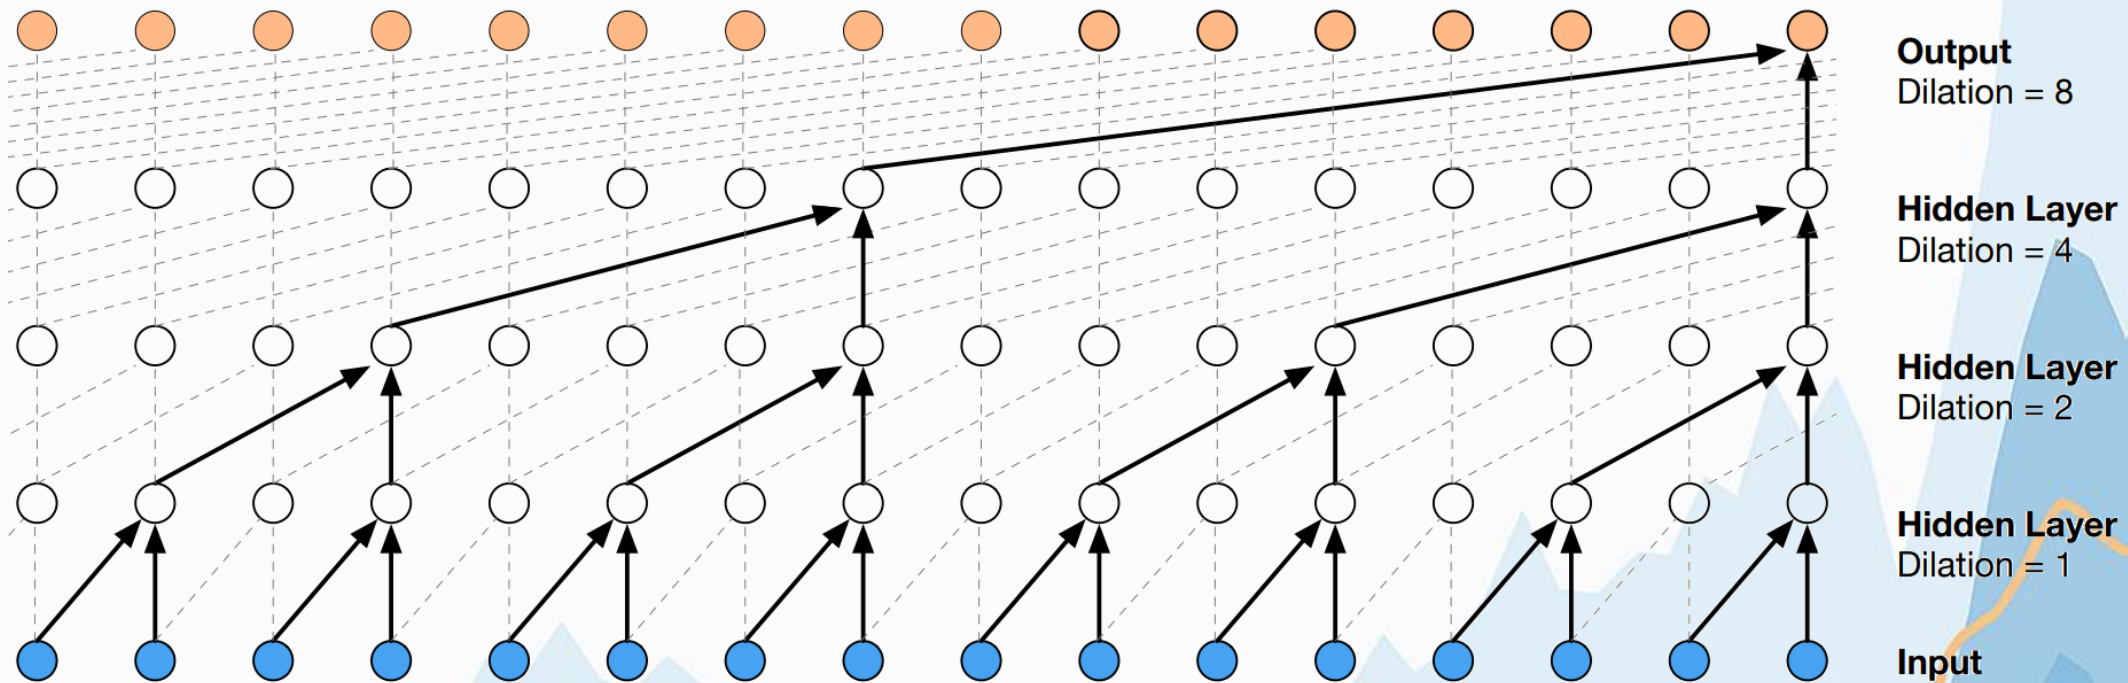 Output
Dilation = 8
Hidden Layer
Dilation = 4
Hidden Layer
Dilation = 2
Hidden Layer
Dilation = 1
Input